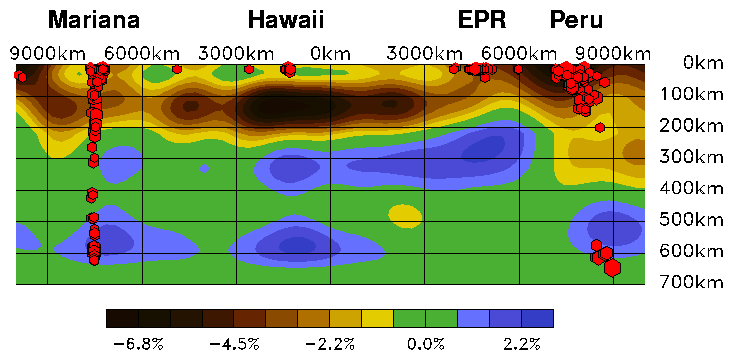 Mariana Hawaii EPR Peru
9000km 6000km 3000km 0km 3000km 6000km 9000km 0km
100km
200km
300km
400km
500km
600km
700km
−6.8% −4.5% −2.2% 0.0% 2.2%